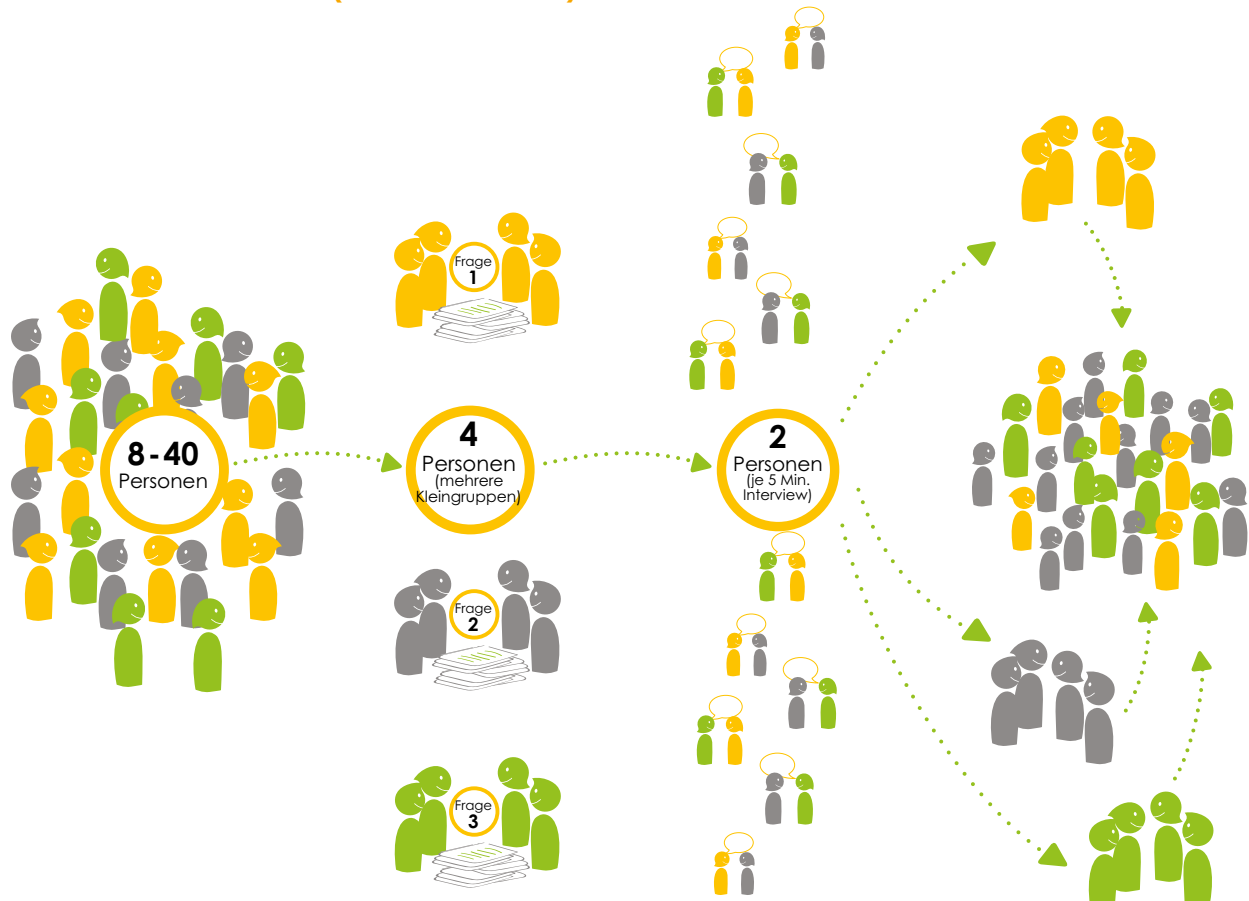 8-40
Personen
Frage
1
4
Personen
(mehrere
Kleingruppen)
Frage
2
Frage
3
2
Personen
(je 5 Min.
Interview)